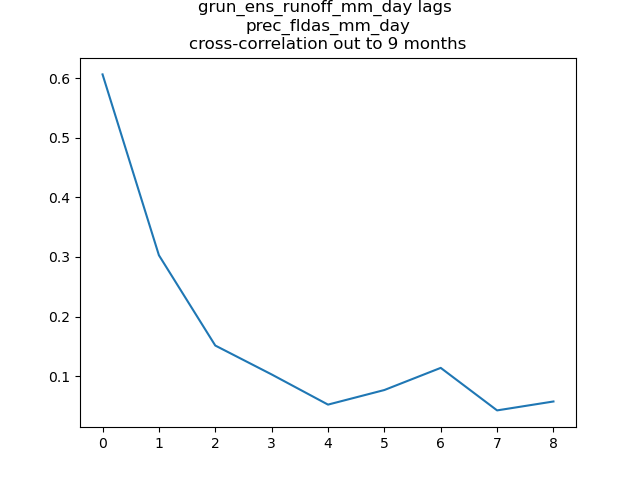 grun_ens_runoff_mm_day lags
prec_fldas_mm_day
cross-correlation out to 9 months
0.6
0.5
0.4
0.3
0.2
0.1
0 1 2 3 4 5 6 7 8